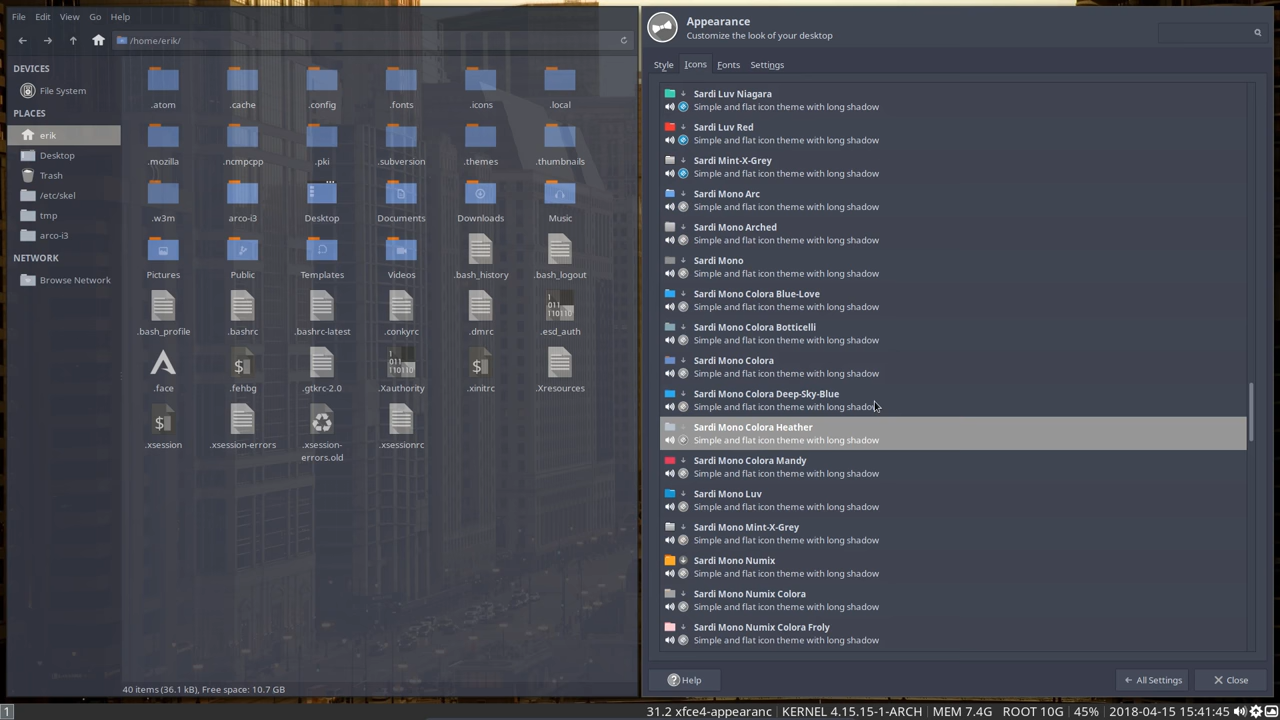 File Edit View Go Help
/home/erik/
DEVICES
File System
PLACES
erik
Desktop
Trash
/etc/skel
tmp
arco-i3
NETWORK
Browse Network
.atom .cache .config .fonts .icons .local
.mozilla .ncmpcpp .pki .subversion .themes .thumbnails
.w3m arco-i3 Desktop Documents Downloads Music
Pictures Public Templates Videos .bash_history .bash_logout
.bash_profile .bashrc .bashrc-latest .conkyrc .dmrc .esd_auth
.face .fehbg .gtkrc-2.0 .Xauthority .xinitrc .Xresources
.xsession .xsession-errors .xsession-errors.old .xsessionrc
40 items (36.1 kB), Free space: 10.7 GB
Appearance
Customize the look of your desktop
Style Icons Fonts Settings
Sardi Luv Niagara
Simple and flat icon theme with long shadow
Sardi Luv Red
Simple and flat icon theme with long shadow
Sardi Mint-X-Grey
Simple and flat icon theme with long shadow
Sardi Mono Arc
Simple and flat icon theme with long shadow
Sardi Mono Arched
Simple and flat icon theme with long shadow
Sardi Mono
Simple and flat icon theme with long shadow
Sardi Mono Colora Blue-Love
Simple and flat icon theme with long shadow
Sardi Mono Colora Botticelli
Simple and flat icon theme with long shadow
Sardi Mono Colora
Simple and flat icon theme with long shadow
Sardi Mono Colora Deep-Sky-Blue
Simple and flat icon theme with long shadow
Sardi Mono Colora Heather
Simple and flat icon theme with long shadow
Sardi Mono Colora Mandy
Simple and flat icon theme with long shadow
Sardi Mono Luv
Simple and flat icon theme with long shadow
Sardi Mono Mint-X-Grey
Simple and flat icon theme with long shadow
Sardi Mono Numix
Simple and flat icon theme with long shadow
Sardi Mono Numix Colora
Simple and flat icon theme with long shadow
Sardi Mono Numix Colora Froly
Simple and flat icon theme with long shadow
Help All Settings Close
1 31.2 xfce4-appearanc KERNEL 4.15.15-1-ARCH MEM 7.4G ROOT 10G 45% 2018-04-15 15:41:45